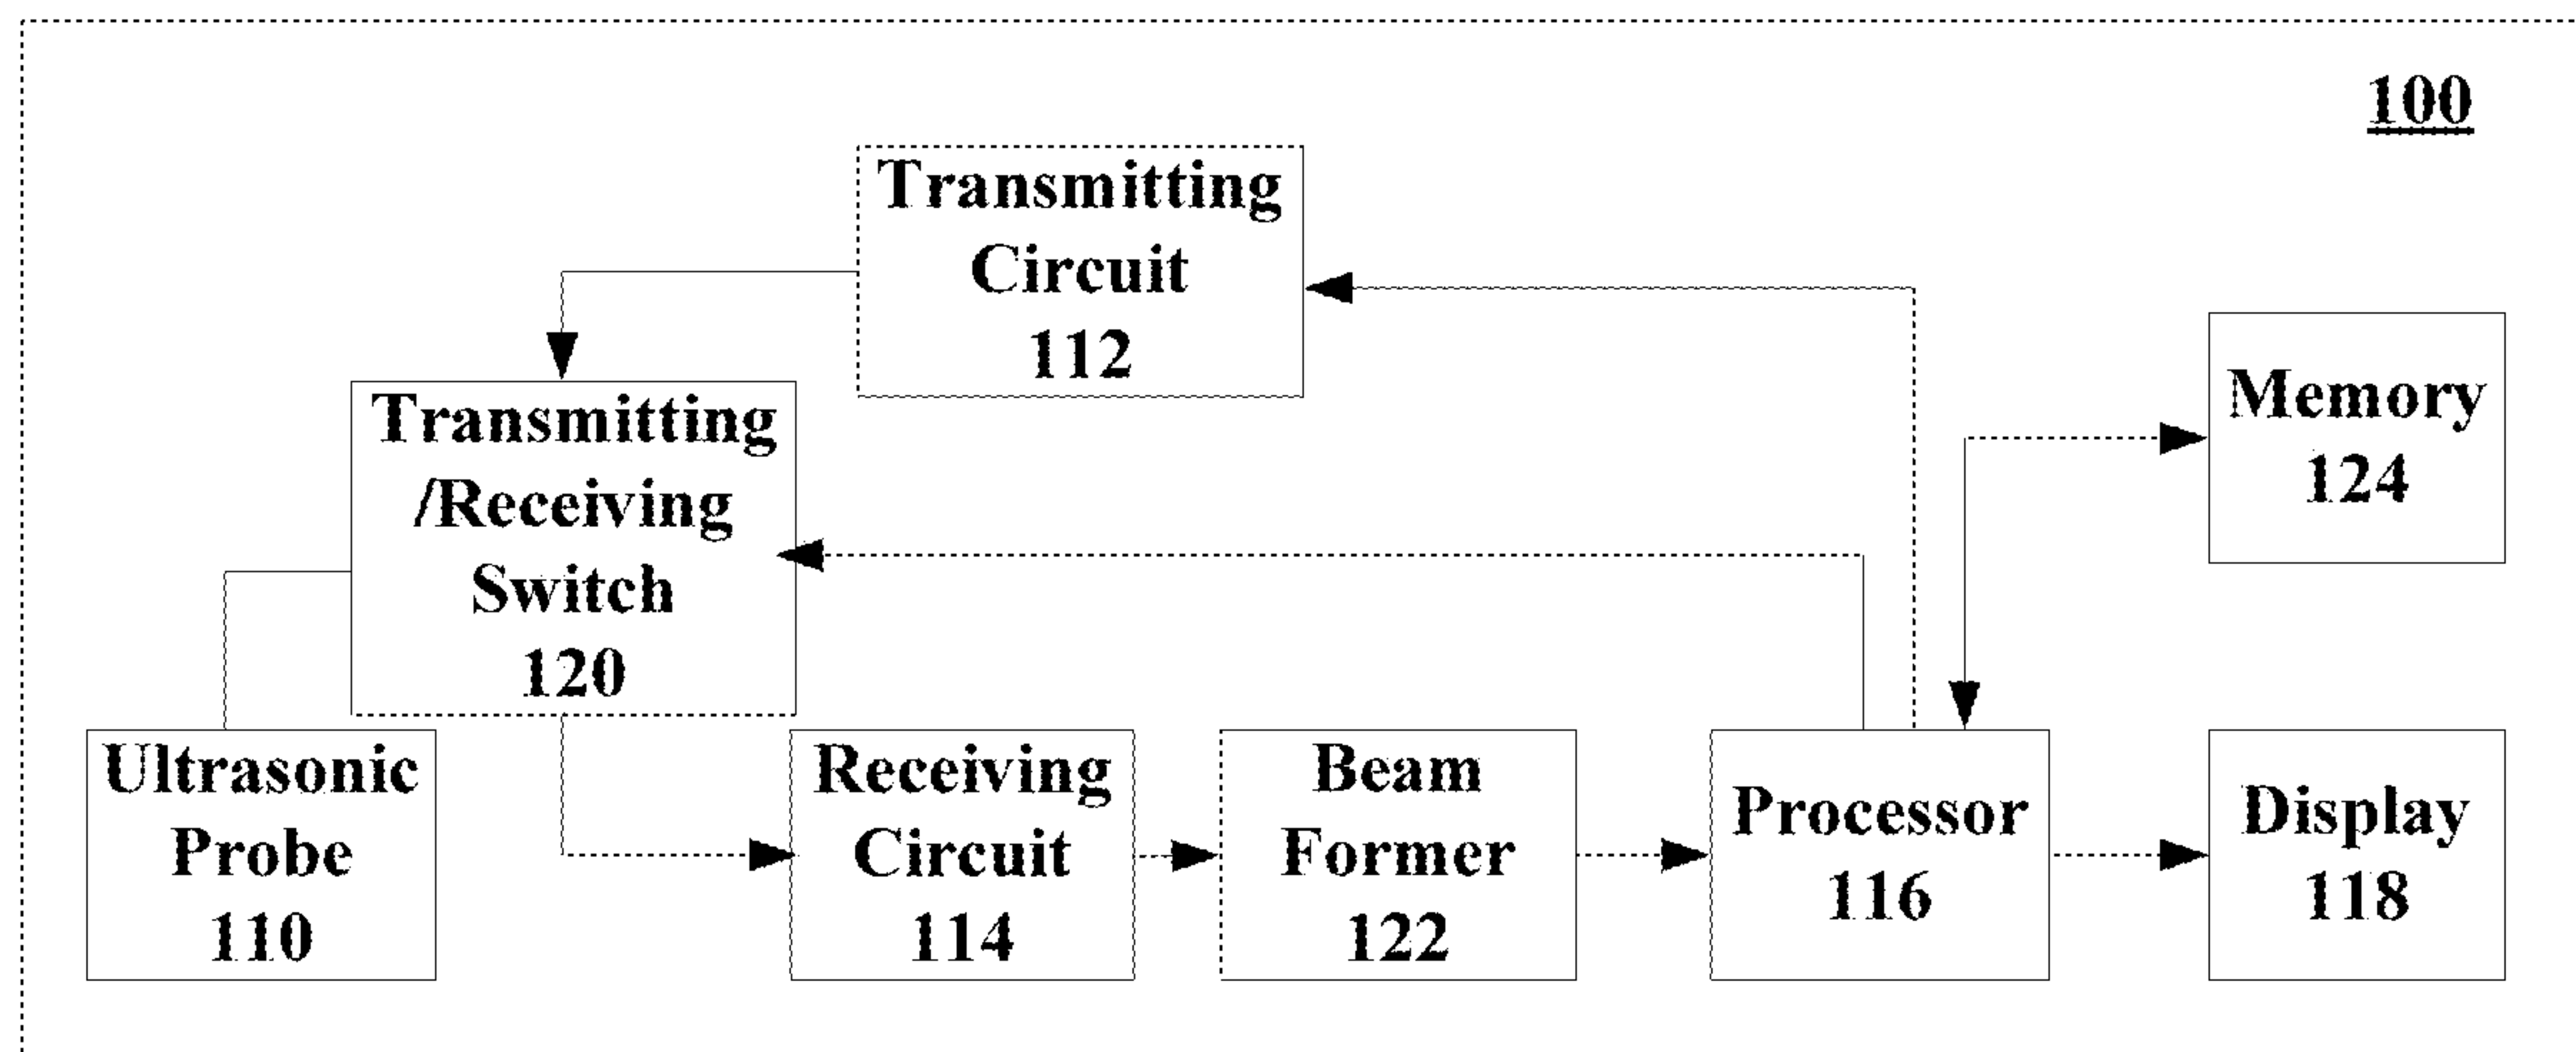 100
Transmitting
Circuit
112
Transmitting
/Receiving
Switch
120
Memory
124
Ultrasonic
Probe
110
Receiving
Circuit
114
Beam
Former
122
Processor
116
Display
118